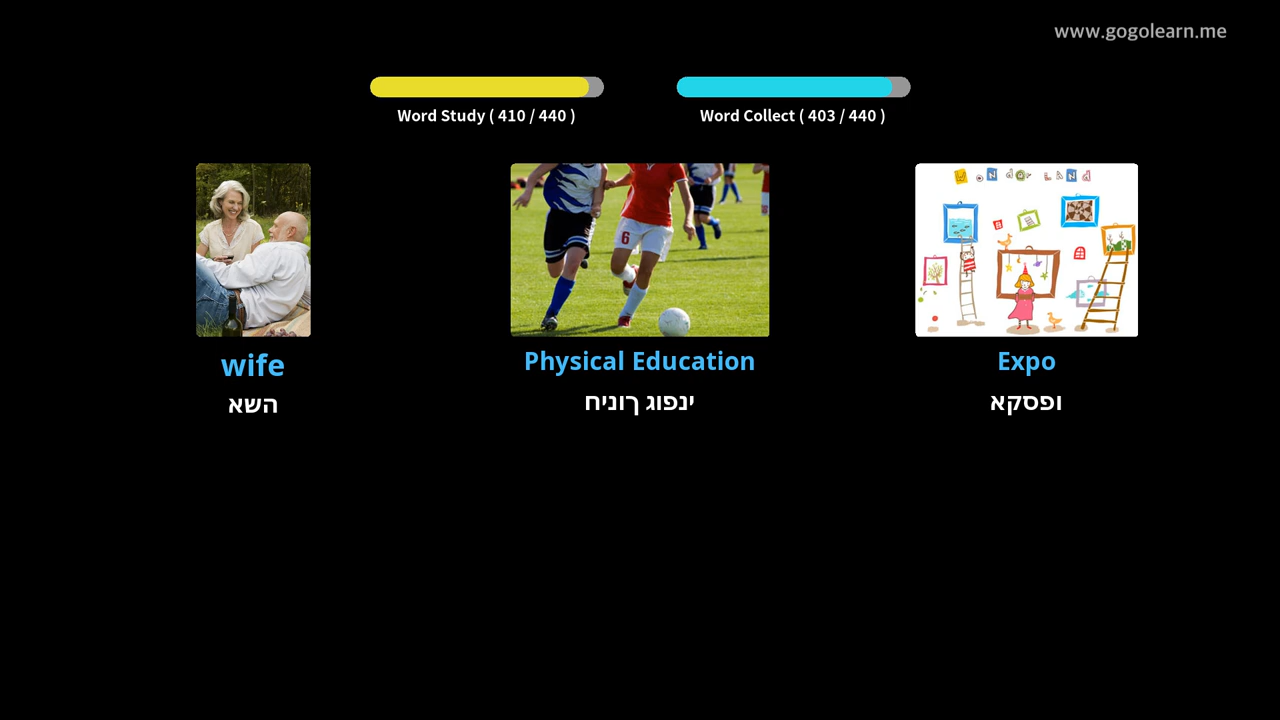 www.gogolearn.me
Word Study ( 410 / 440 )
Word Collect ( 403 / 440 )
6
wife
השא
Physical Education
ינפוג ךוניח
Expo
ופסקא